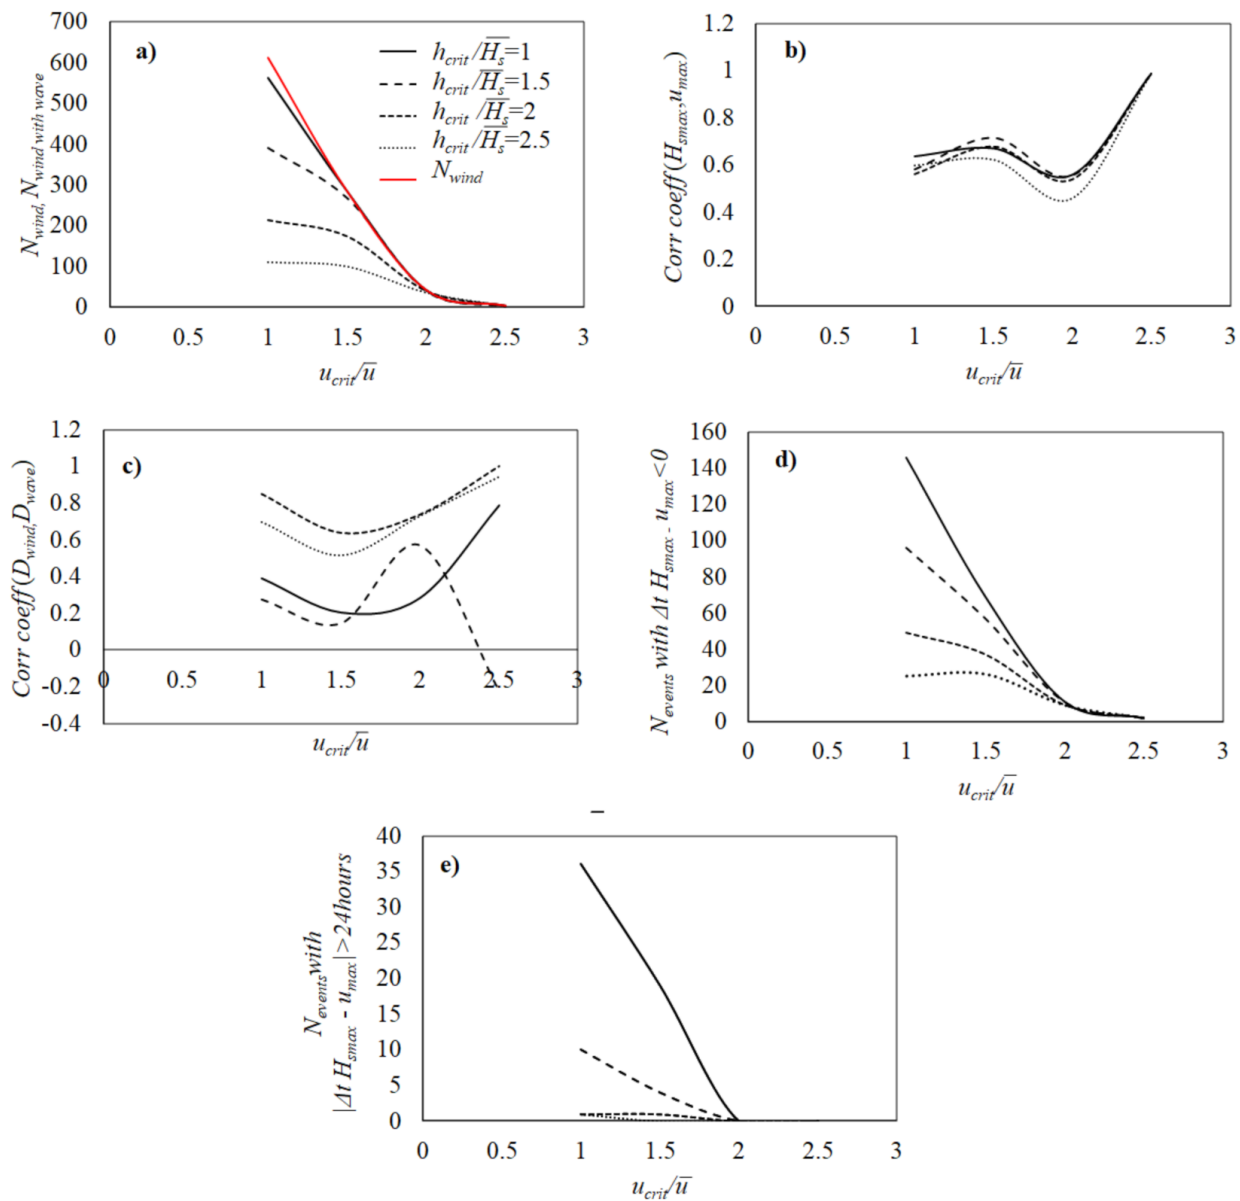 700
600
500
400
300
200
100
0
0 0.5 1 1.5 2 2.5 3
a)
h_crit/H̅_s=1
h_crit/H̅_s=1.5
h_crit/H̅_s=2
h_crit/H̅_s=2.5
N_wind
N_wind, N_wind with wave
u_crit/u̅
1.2
1
0.8
0.6
0.4
0.2
0
0 0.5 1 1.5 2 2.5 3
b)
Corr coeff(H_smax,u_max)
u_crit/u̅
1.2
1
0.8
0.6
0.4
0.2
0
-0.2
-0.4
0 0.5 1 1.5 2 2.5 3
c)
Corr coeff(D_wind,D_wave)
u_crit/u̅
160
140
120
100
80
60
40
20
0
0 0.5 1 1.5 2 2.5 3
d)
N_events with Δt H_smax - u_max<0
u_crit/u̅
40
35
30
25
20
15
10
5
0
0 0.5 1 1.5 2 2.5 3
e)
N_events with
|Δt H_smax - u_max|>24hours
u_crit/u̅